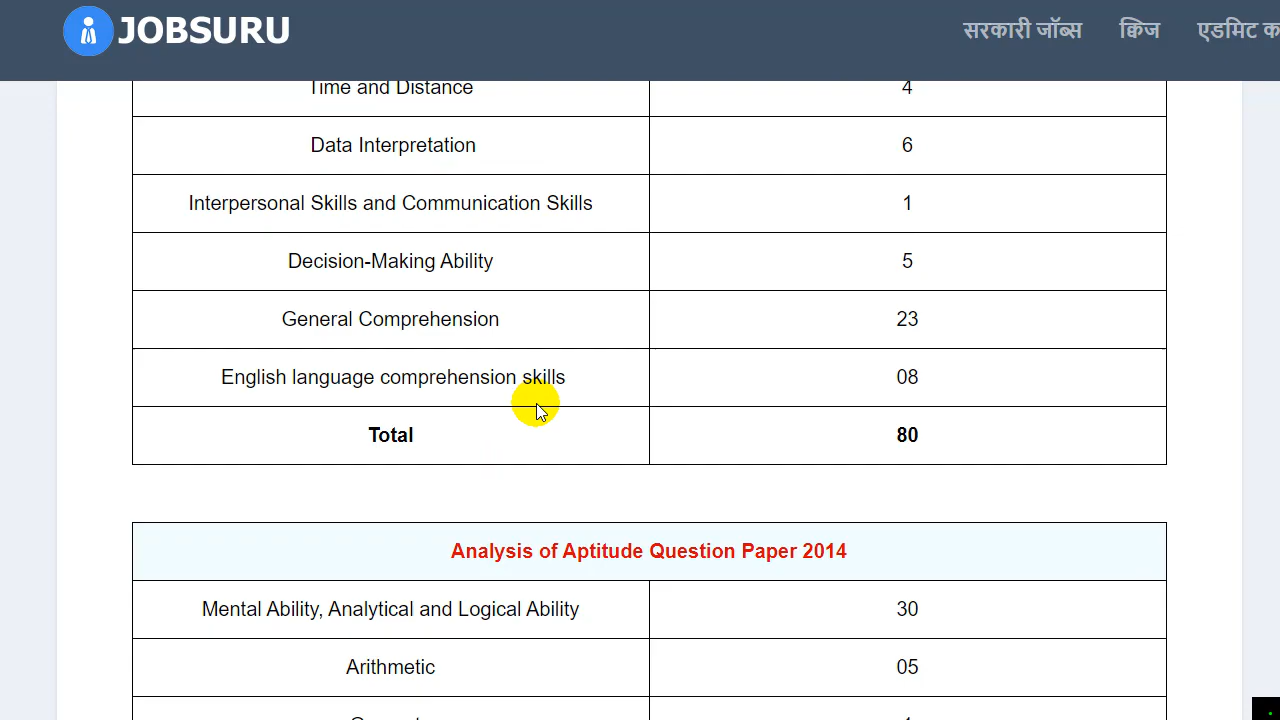 JOBSURU सरकारी जॉब्स क्विज एडमिट क
Time and Distance 4
Data Interpretation 6
Interpersonal Skills and Communication Skills 1
Decision-Making Ability 5
General Comprehension 23
English language comprehension skills 08
Total 80
Analysis of Aptitude Question Paper 2014
Mental Ability, Analytical and Logical Ability 30
Arithmetic 05